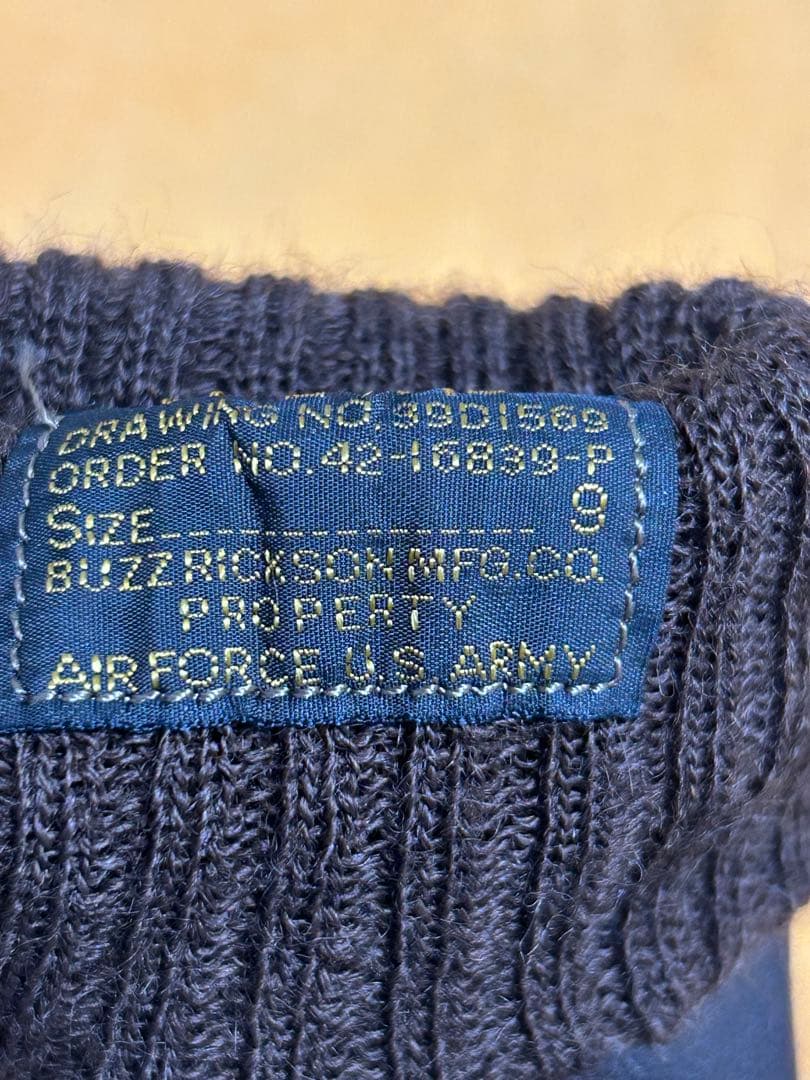 DRAWING NO.39D1569
ORDER NO.42-16839-P
SIZE 9
BUZZ RICKSON MFG.CO.
PROPERTY
AIR FORCE U.S. ARMY